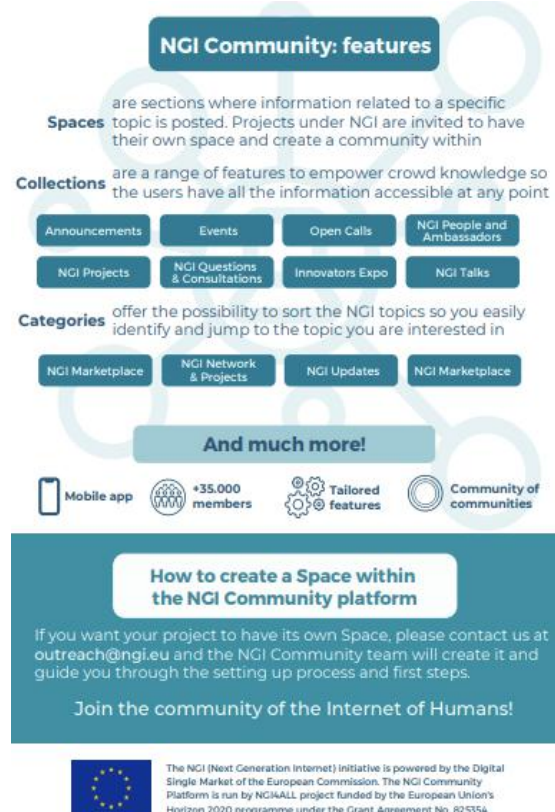 NGI Community: features
Spaces are sections where information related to a specific
topic is posted. Projects under NGI are invited to have
their own space and create a community within
Collections are a range of features to empower crowd knowledge so
the users have all the information accessible at any point
Announcements
Events
Open Calls
NGI People and
Ambassadors
NGI Projects
NGI Questions
& Consultations
Innovators Expo
NGI Talks
Categories offer the possibility to sort the NGI topics so you easily
identify and jump to the topic you are interested in
NGI Marketplace
NGI Network
& Projects
NGI Updates
NGI Marketplace
And much more!
Mobile app
+35.000
members
Tailored
features
Community of
communities
How to create a Space within
the NGI Community platform
If you want your project to have its own Space, please contact us at
outreach@ngi.eu and the NGI Community team will create it and
guide you through the setting up process and first steps.
Join the community of the Internet of Humans!
The NGI (Next Generation Internet) initiative is powered by the Digital
Single Market of the European Commission. The NGI Community
Platform is run by NGI4ALL project funded by the European Union's
Horizon 2020 programme under the Grant Agreement No. 825354